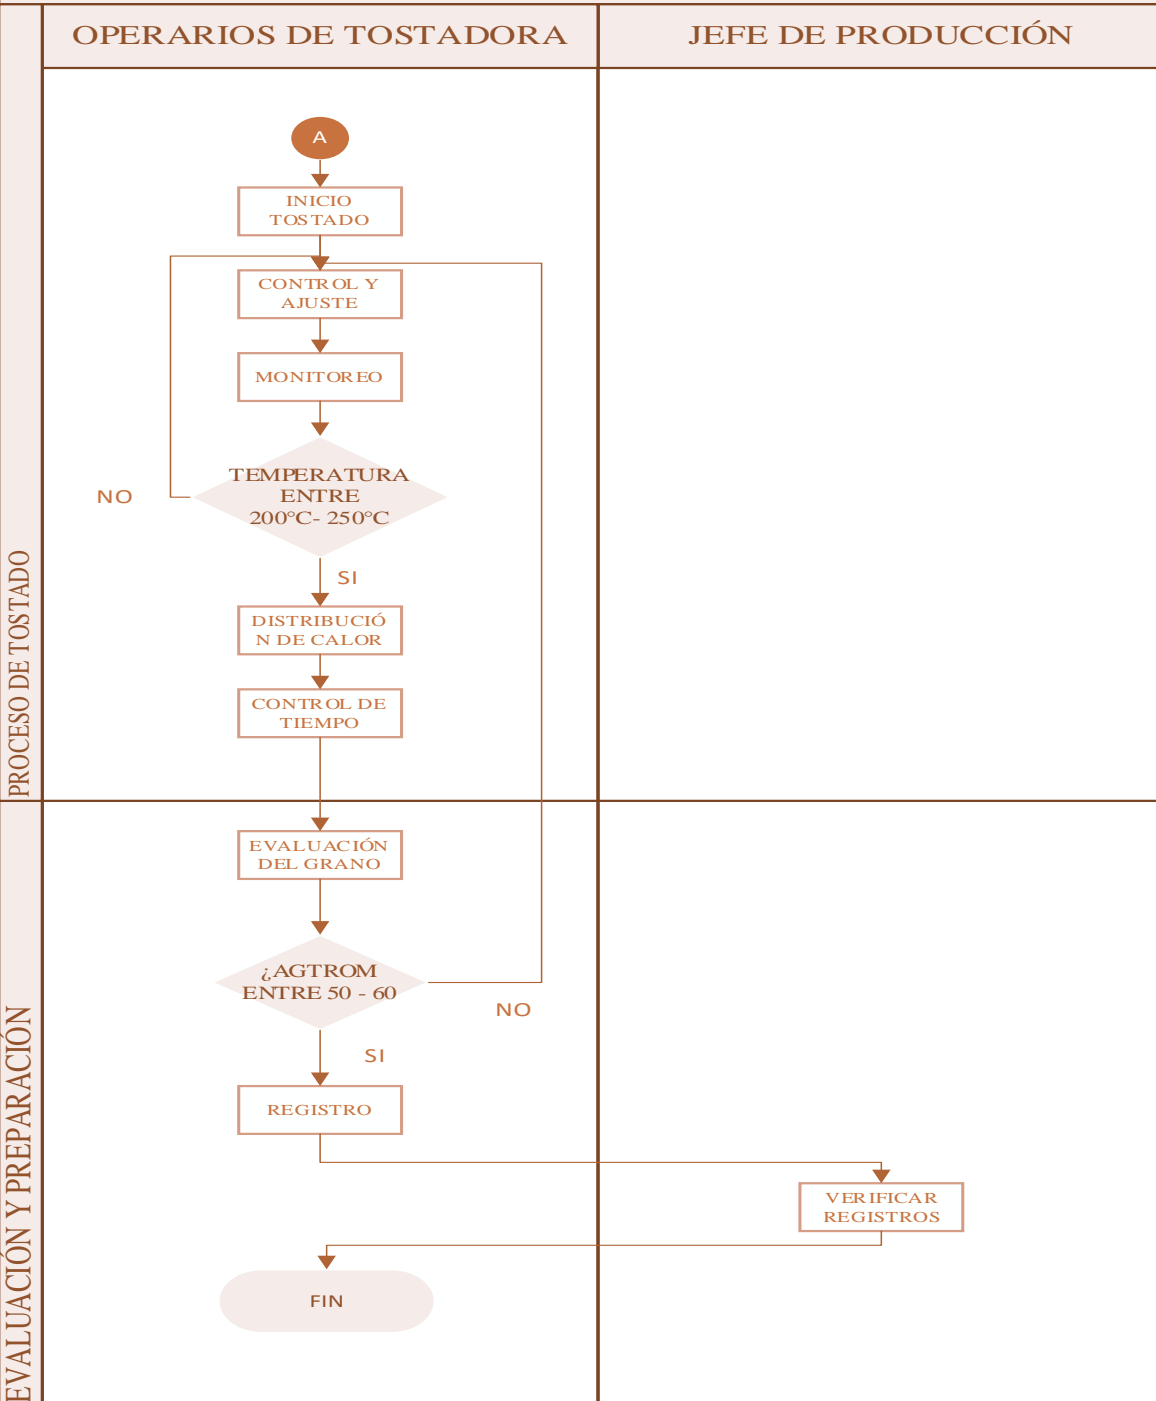 OPERARIOS DE TOSTADORA
JEFE DE PRODUCCIÓN
PROCESO DE TOSTADO
A
INICIO
TOSTADO
CONTROL Y
AJUSTE
MONITOREO
TEMPERATURA
ENTRE
200°C- 250°C
NO
SI
DISTRIBUCIÓ
N DE CALOR
CONTROL DE
TIEMPO
EVALUACIÓN Y PREPARACIÓN
EVALUACIÓN
DEL GRANO
¿AGTROM
ENTRE 50 - 60
NO
SI
REGISTRO
VERIFICAR
REGISTROS
FIN